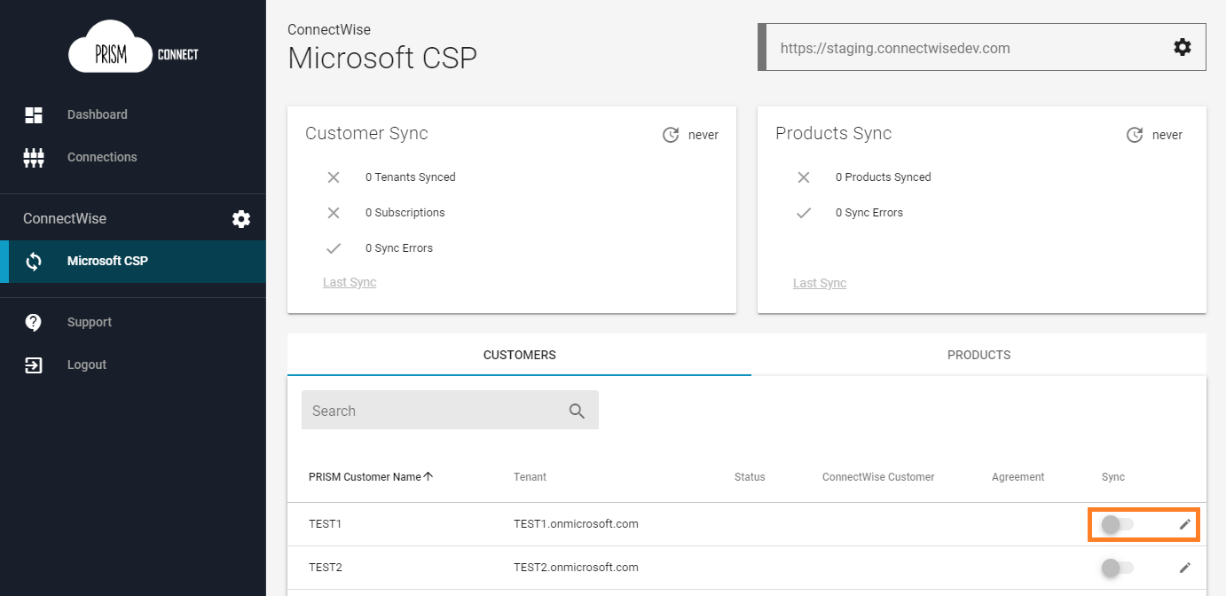 PRISM CONNECT
Dashboard
Connections
ConnectWise
Microsoft CSP
Support
Logout
ConnectWise
Microsoft CSP
https://staging.connectwisedev.com
Customer Sync never
0 Tenants Synced
0 Subscriptions
0 Sync Errors
Last Sync
Products Sync never
0 Products Synced
0 Sync Errors
Last Sync
CUSTOMERS PRODUCTS
Search
PRISM Customer Name Tenant Status ConnectWise Customer Agreement Sync
TEST1 TEST1.onmicrosoft.com
TEST2 TEST2.onmicrosoft.com